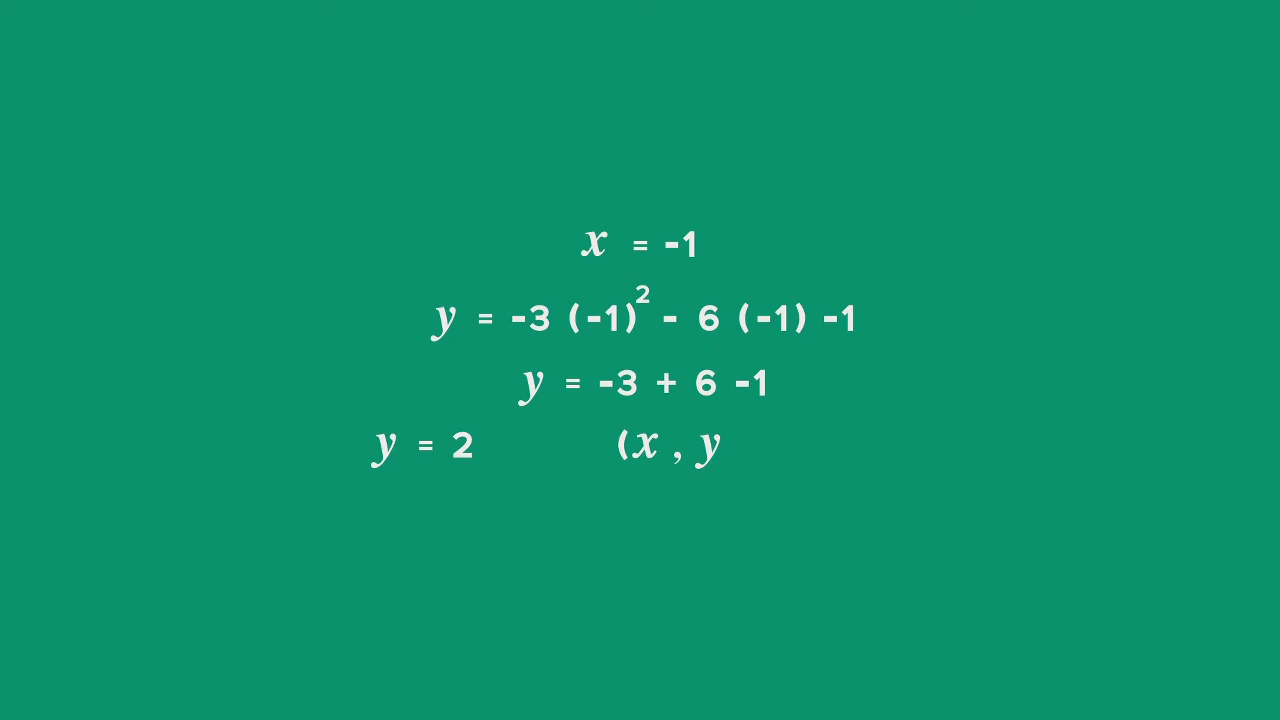 x = -1
y = -3 (-1)² - 6 (-1) -1
y = -3 + 6 -1
y = 2 (x , y